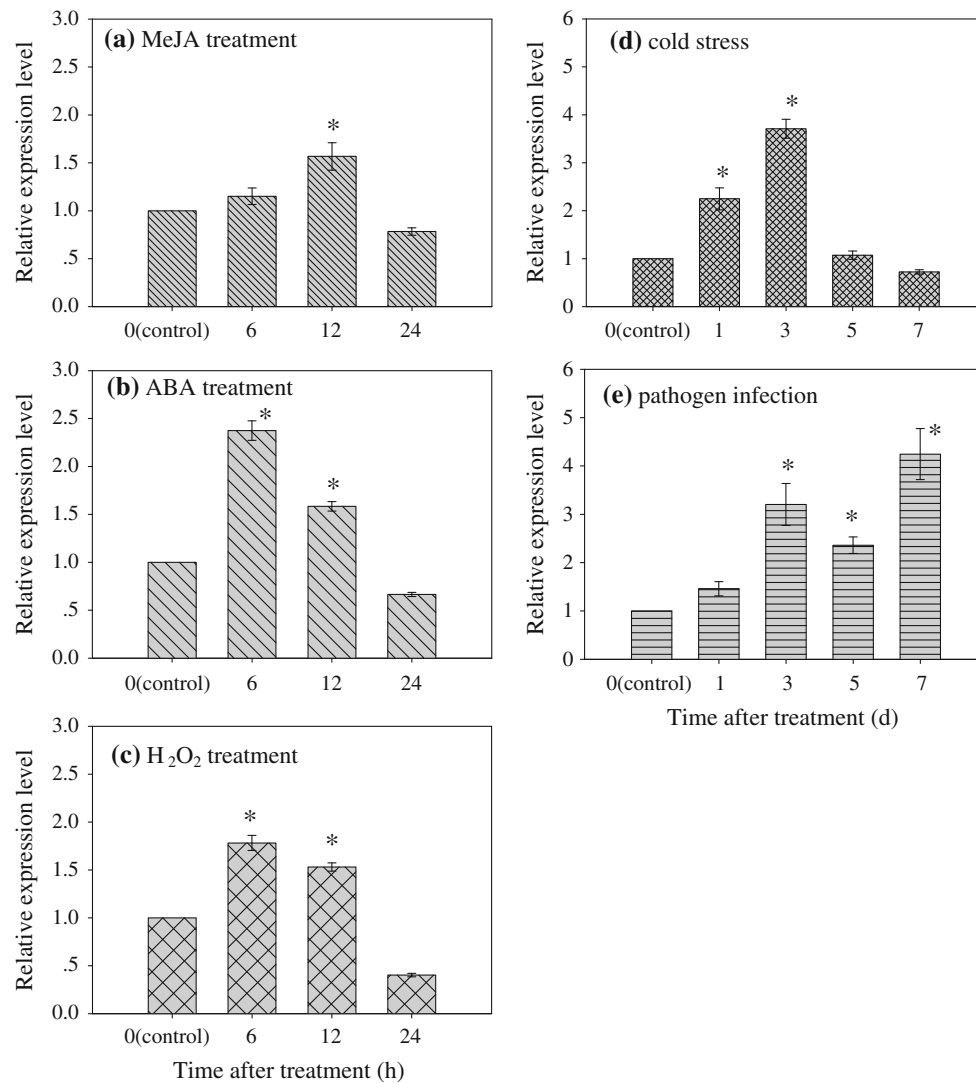 (a) MeJA treatment
Relative expression level
3.0
2.5
2.0
1.5
1.0
.5
0.0
*
0(control) 6 12 24
(b) ABA treatment
Relative expression level
3.0
2.5
2.0
1.5
1.0
.5
0.0
*
*
0(control) 6 12 24
(c) H₂O₂ treatment
Relative expression level
3.0
2.5
2.0
1.5
1.0
.5
0.0
*
*
0(control) 6 12 24
Time after treatment (h)
(d) cold stress
Relative expression level
6
5
4
3
2
1
0
*
*
0(control) 1 3 5 7
(e) pathogen infection
Relative expression level
6
5
4
3
2
1
0
*
*
*
0(control) 1 3 5 7
Time after treatment (d)